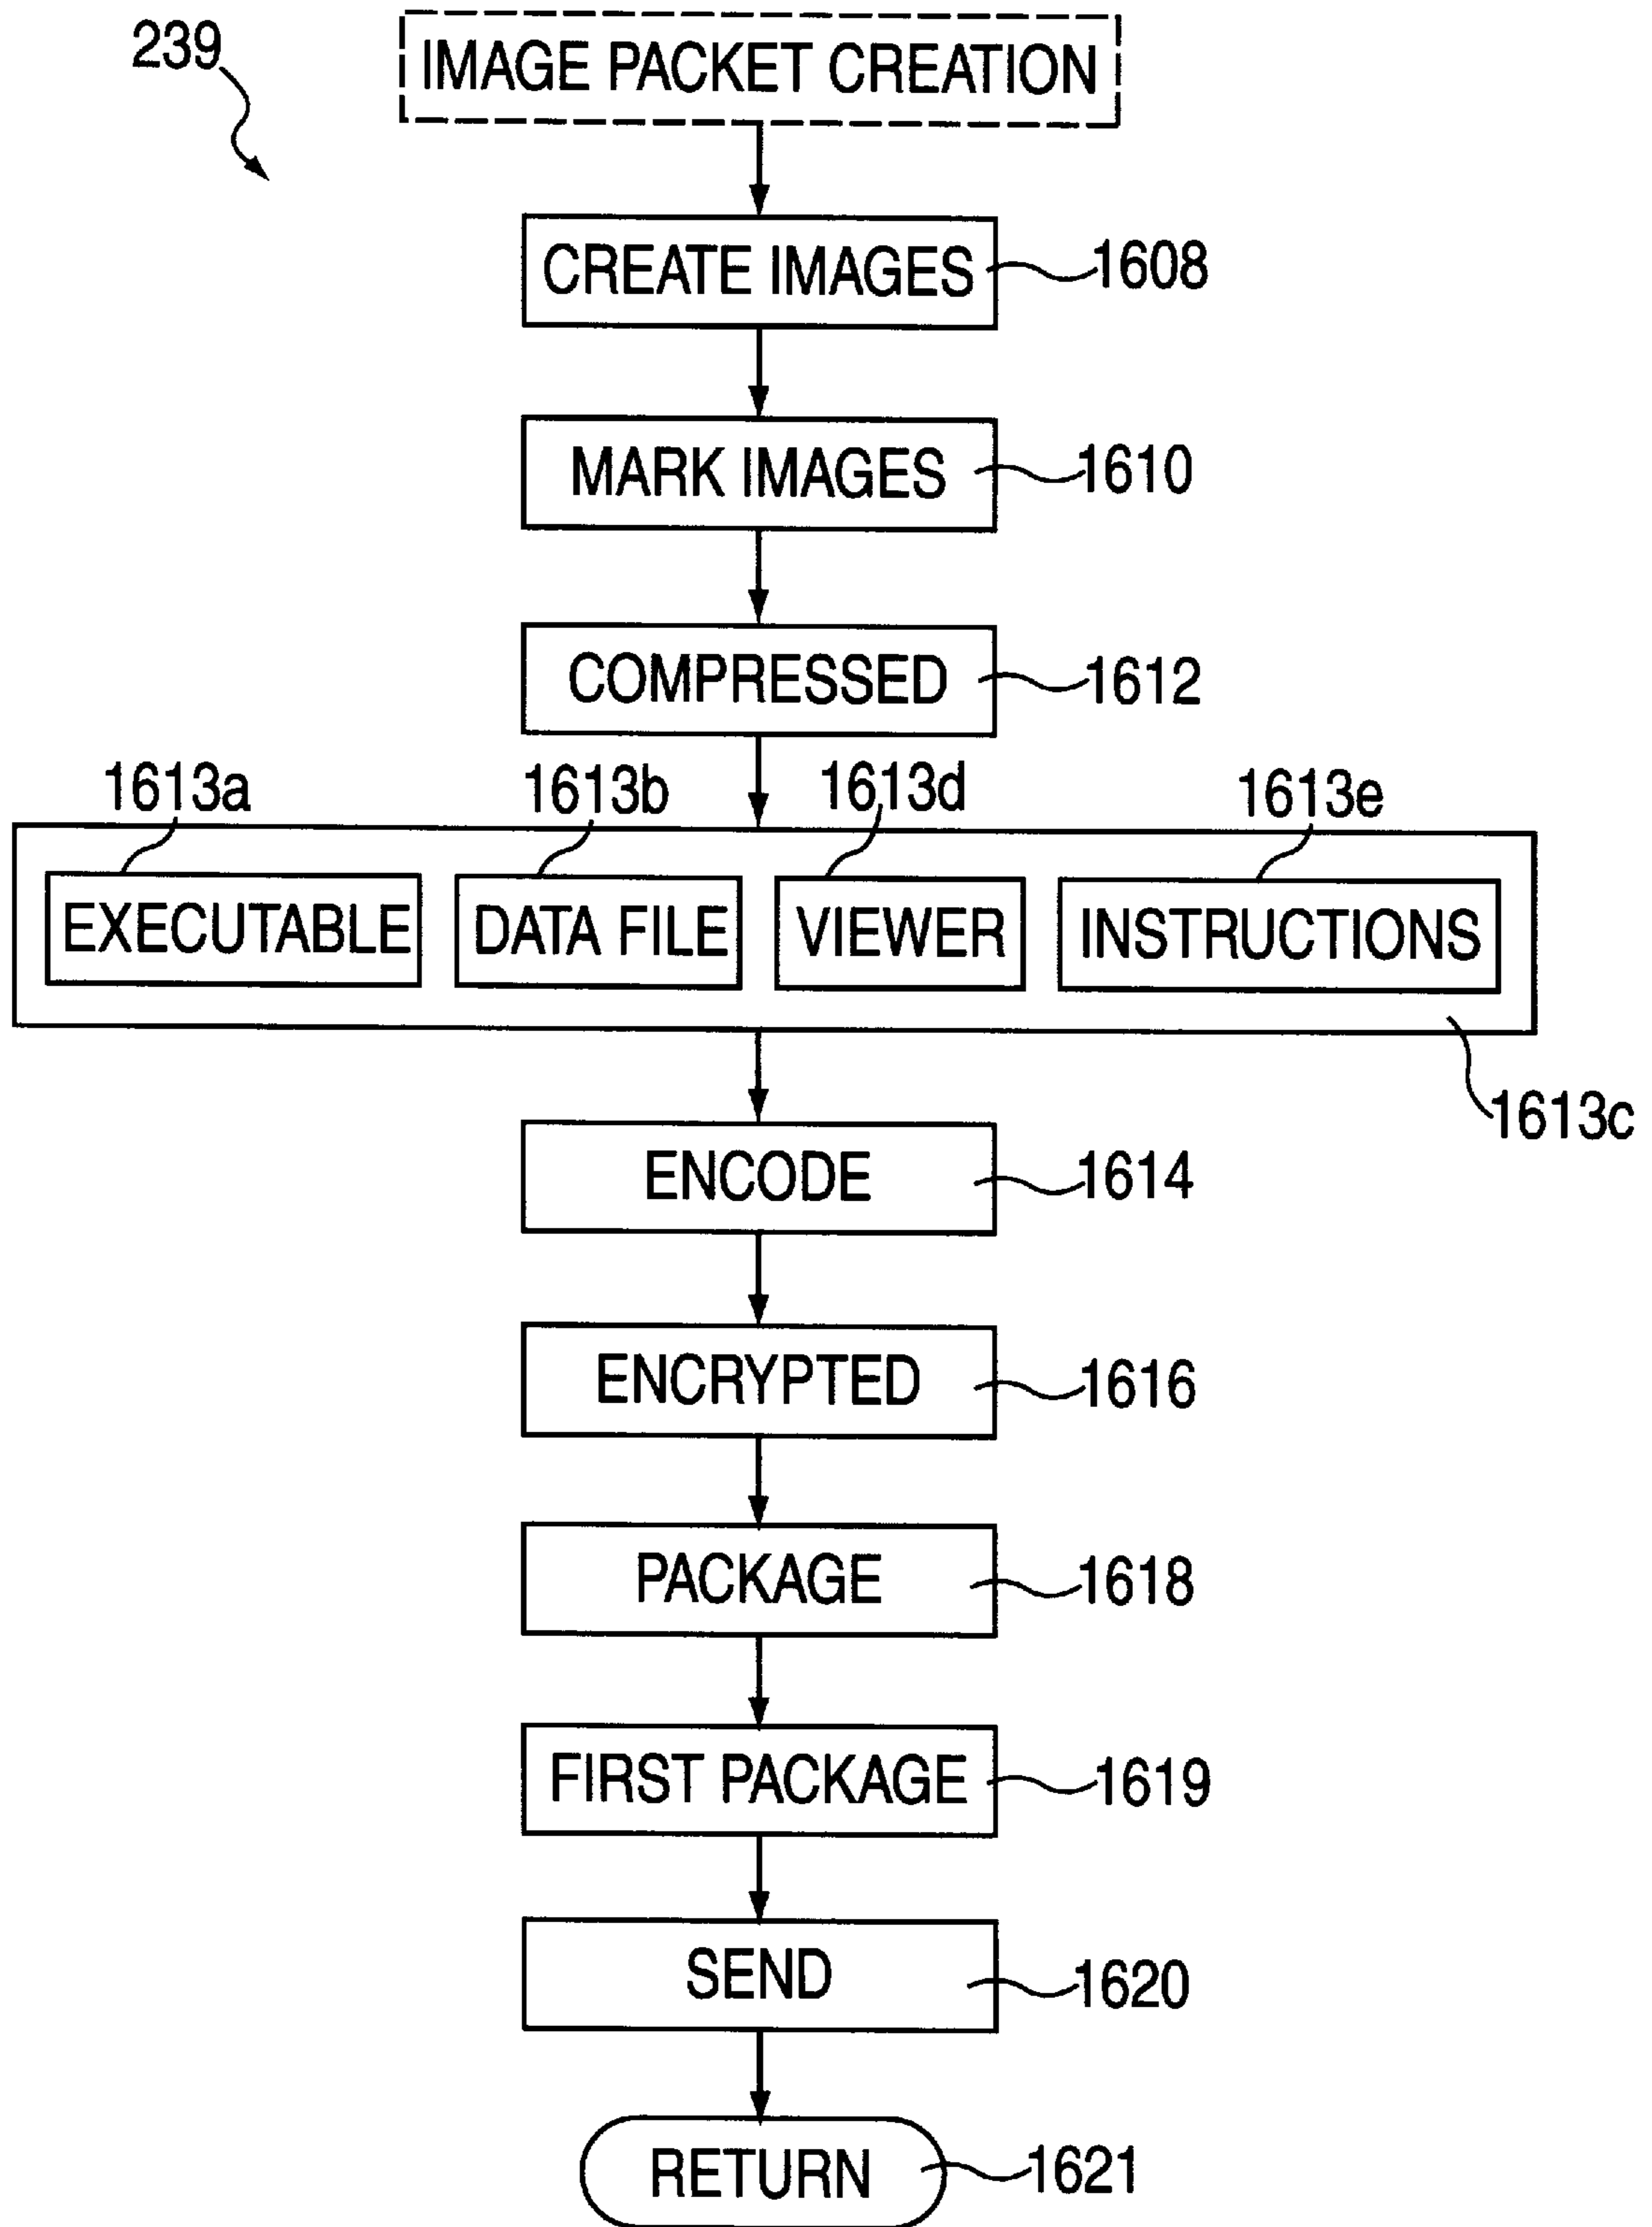 239
IMAGE PACKET CREATION
CREATE IMAGES
1608
MARK IMAGES
1610
COMPRESSED
1612
1613a
1613b
1613d
1613e
EXECUTABLE
DATA FILE
VIEWER
INSTRUCTIONS
1613c
ENCODE
1614
ENCRYPTED
1616
PACKAGE
1618
FIRST PACKAGE
1619
SEND
1620
RETURN
1621